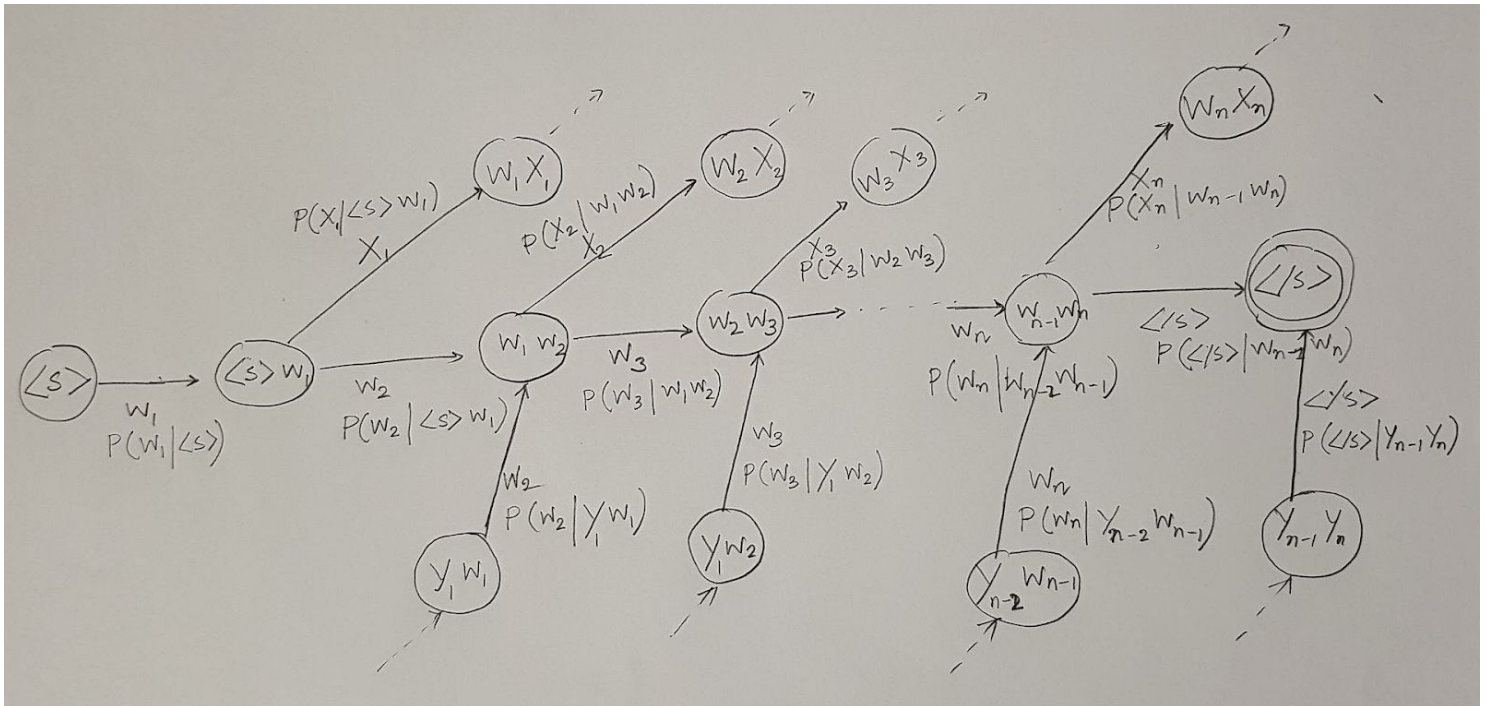 WnXn
W1X1
W2X2
W3X3
P(X1|<s>W1)
X1
P(X2|W1W2)
X2
X3
P(X3|W2W3)
Xn
P(Xn|Wn-1Wn)
<s>
W1
P(W1|<s>)
<s>W1
W2
P(W2|<s>W1)
W1W2
W3
P(W3|W1W2)
W2W3
Wn
P(Wn|Wn-2Wn-1)
Wn-1Wn
</s>
P(</s>|Wn-1Wn)
</s>
W2
P(W2|Y1W1)
W3
P(W3|Y1W2)
Wn
P(Wn|Yn-2Wn-1)
</s>
P(</s>|Yn-1Yn)
Y1W1
Y1W2
Yn-2Wn-1
Yn-1Yn